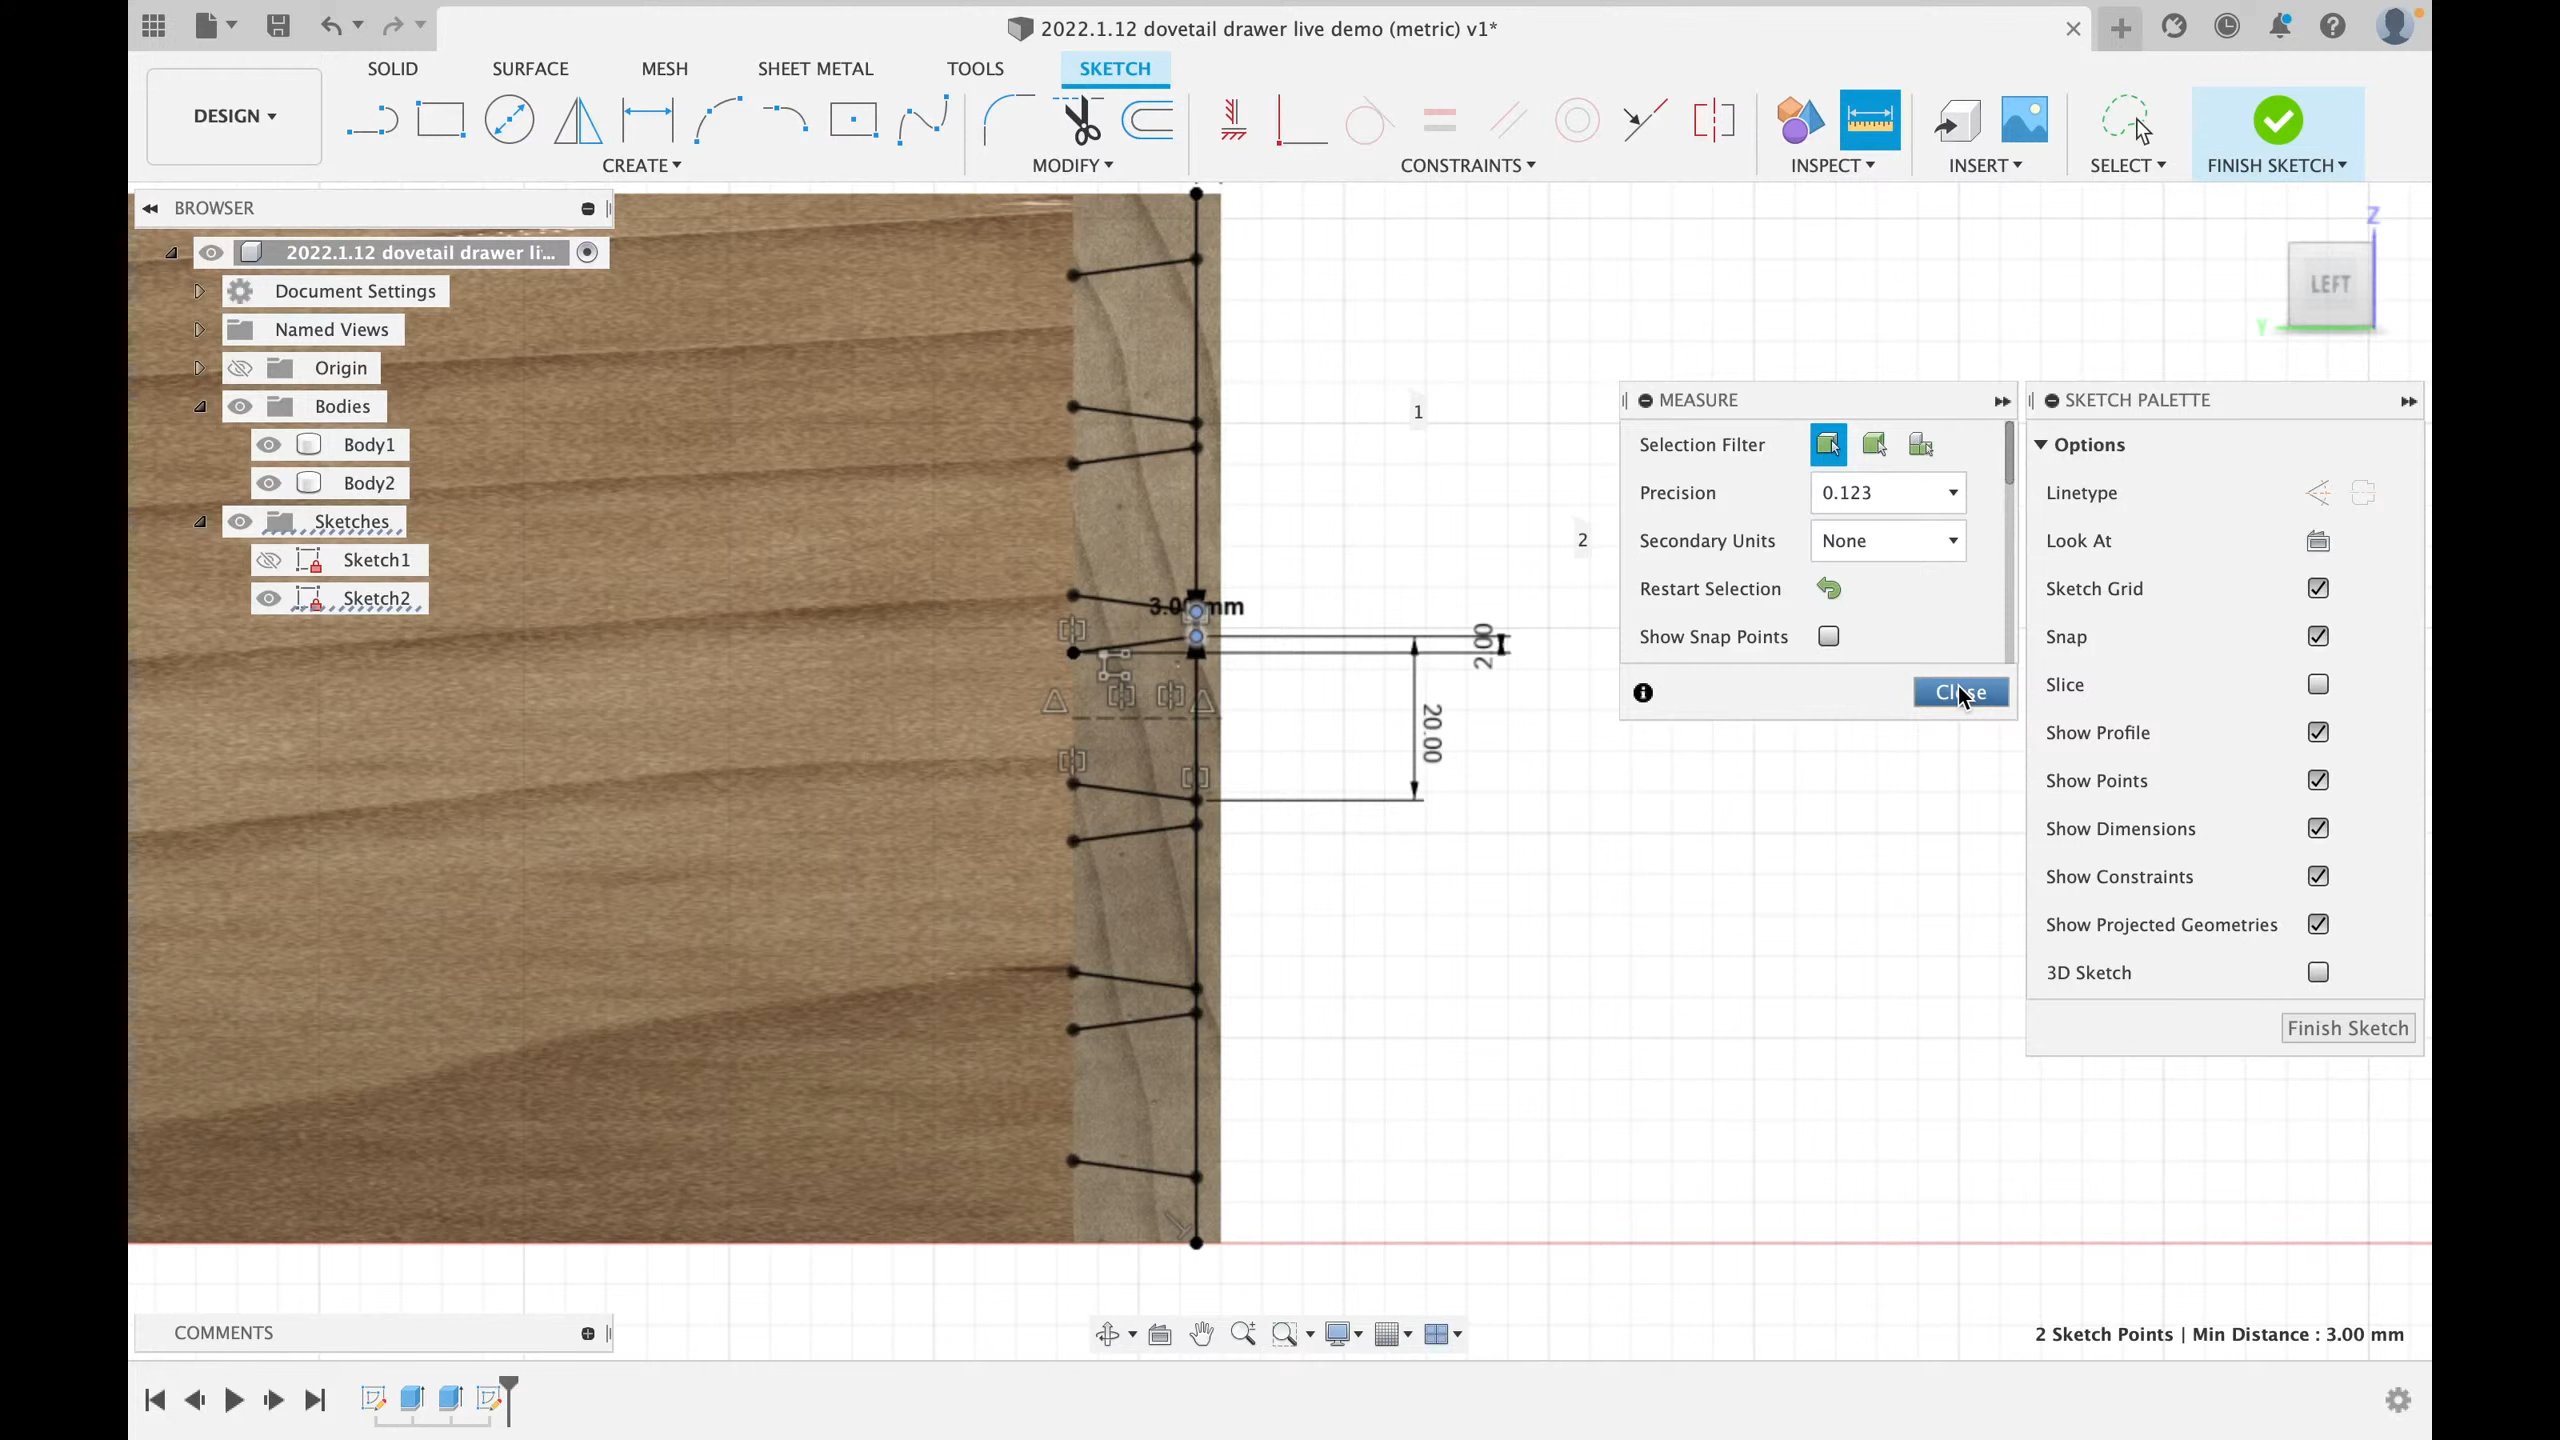 2022.1.12 dovetail drawer live demo (metric) v1*
SOLID SURFACE MESH SHEET METAL TOOLS SKETCH
DESIGN
CREATE MODIFY CONSTRAINTS INSPECT INSERT SELECT FINISH SKETCH
BROWSER
2022.1.12 dovetail drawer li...
Document Settings
Named Views
Origin
Bodies
Body1
Body2
Sketches
Sketch1
Sketch2
Z
LEFT
Y
1
2
2.00
20.00
MEASURE
Selection Filter
Precision 0.123
Secondary Units None
Restart Selection
Show Snap Points
Close
SKETCH PALETTE
Options
Linetype
Look At
Sketch Grid
Snap
Slice
Show Profile
Show Points
Show Dimensions
Show Constraints
Show Projected Geometries
3D Sketch
Finish Sketch
COMMENTS
2 Sketch Points | Min Distance : 3.00 mm